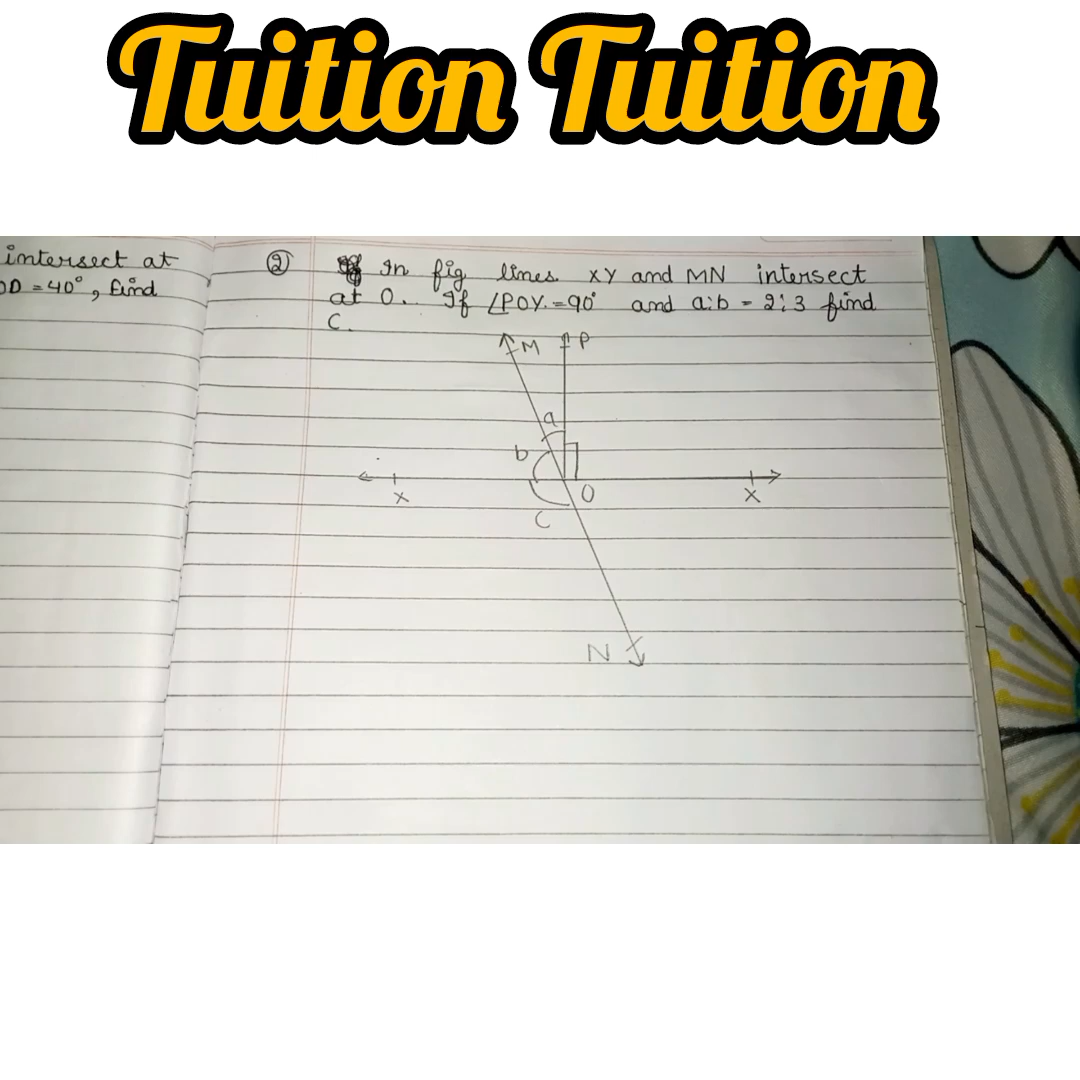 Tuition Tuition
intersect at
OD = 40°, find
② In fig lines XY and MN intersect
at O. If ∠POY = 90° and a:b = 2:3 find
C.
M P
a
b
X O X
C
N